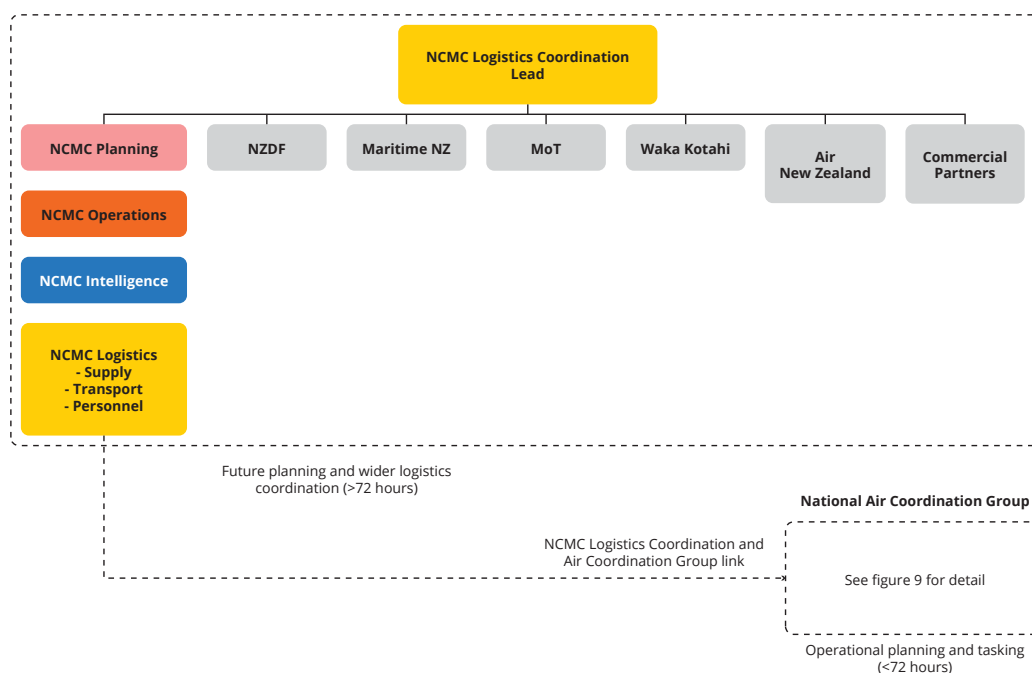 NCMC Logistics Coordination
Lead
NCMC Planning
NZDF
Maritime NZ
MoT
Waka Kotahi
Air
New Zealand
Commercial
Partners
NCMC Operations
NCMC Intelligence
NCMC Logistics
- Supply
- Transport
- Personnel
Future planning and wider logistics
coordination (>72 hours)
National Air Coordination Group
NCMC Logistics Coordination and
Air Coordination Group link
See figure 9 for detail
Operational planning and tasking
(<72 hours)